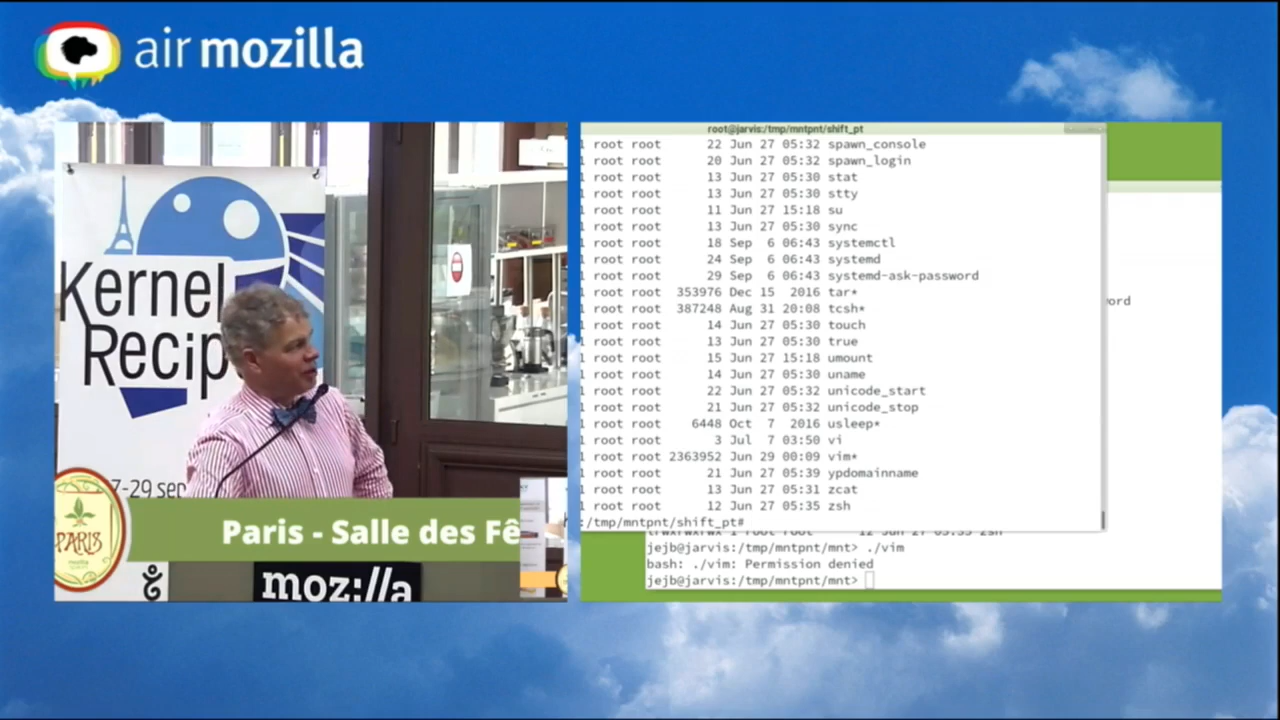 air mozilla
Kernel
Recip
7-29 sep
PARIS
mozilla
Paris - Salle des Fê
moz://a
root@jarvis:/tmp/mntpnt/shift_pt
1 root root 22 Jun 27 05:32 spawn_console
1 root root 20 Jun 27 05:32 spawn_login
1 root root 13 Jun 27 05:30 stat
1 root root 13 Jun 27 05:30 stty
1 root root 11 Jun 27 15:18 su
1 root root 13 Jun 27 05:30 sync
1 root root 18 Sep 6 06:43 systemctl
1 root root 24 Sep 6 06:43 systemd
1 root root 29 Sep 6 06:43 systemd-ask-password
1 root root 353976 Dec 15 2016 tar*
1 root root 387248 Aug 31 20:08 tcsh*
1 root root 14 Jun 27 05:30 touch
1 root root 13 Jun 27 05:30 true
1 root root 15 Jun 27 15:18 umount
1 root root 14 Jun 27 05:30 uname
1 root root 22 Jun 27 05:32 unicode_start
1 root root 21 Jun 27 05:32 unicode_stop
1 root root 6448 Oct 7 2016 usleep*
1 root root 3 Jul 7 03:50 vi
1 root root 2363952 Jun 29 00:09 vim*
1 root root 21 Jun 27 05:39 ypdomainname
1 root root 13 Jun 27 05:31 zcat
1 root root 12 Jun 27 05:35 zsh
:/tmp/mntpnt/shift_pt#
ord
jejb@jarvis:/tmp/mntpnt/mnt> ./vim
bash: ./vim: Permission denied
jejb@jarvis:/tmp/mntpnt/mnt>